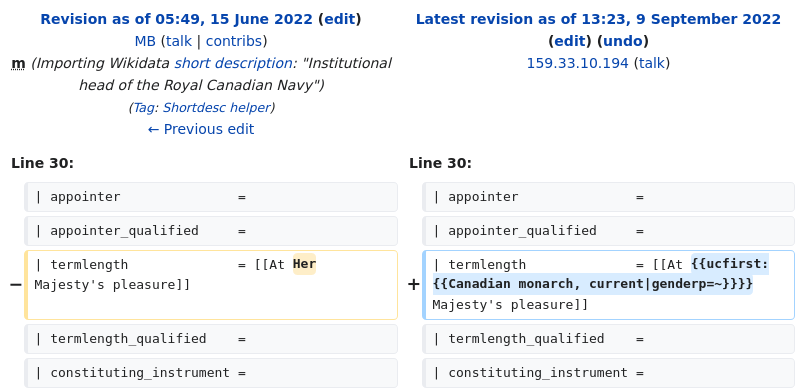 Revision as of 05:49, 15 June 2022 (edit)
MB (talk | contribs)
m (Importing Wikidata short description: "Institutional
head of the Royal Canadian Navy")
(Tag: Shortdesc helper)
← Previous edit
Latest revision as of 13:23, 9 September 2022
(edit) (undo)
159.33.10.194 (talk)
Line 30:
Line 30:
| appointer               =
| appointer               =
| appointer_qualified     =
| appointer_qualified     =
− | termlength              = [[At Her
Majesty's pleasure]]
+ | termlength              = [[At {{ucfirst:
{{Canadian monarch, current|genderp=~}}}}
Majesty's pleasure]]
| termlength_qualified    =
| termlength_qualified    =
| constituting_instrument =
| constituting_instrument =